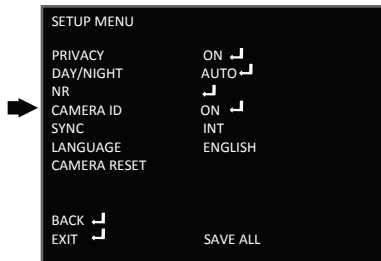 SETUP MENU
PRIVACY ON ↵
DAY/NIGHT AUTO ↵
NR ↵
CAMERA ID ON ↵
SYNC INT
LANGUAGE ENGLISH
CAMERA RESET
BACK ↵
EXIT ↵ SAVE ALL